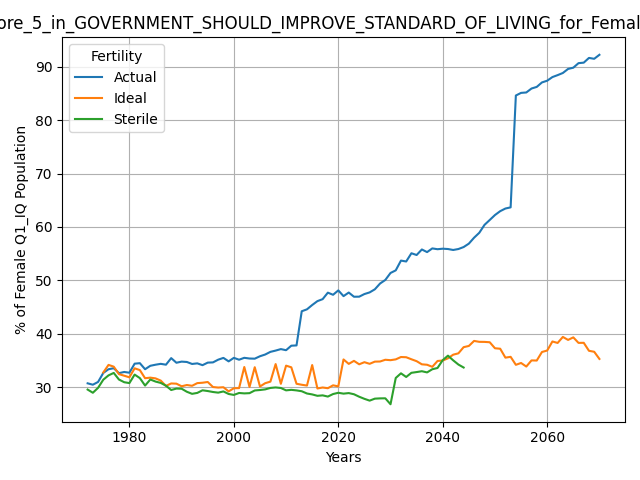 ore_5_in_GOVERNMENT_SHOULD_IMPROVE_STANDARD_OF_LIVING_for_Femal
Fertility
Actual
Ideal
Sterile
% of Female Q1_IQ Population
90
80
70
60
50
40
30
1980
2000
2020
2040
2060
Years